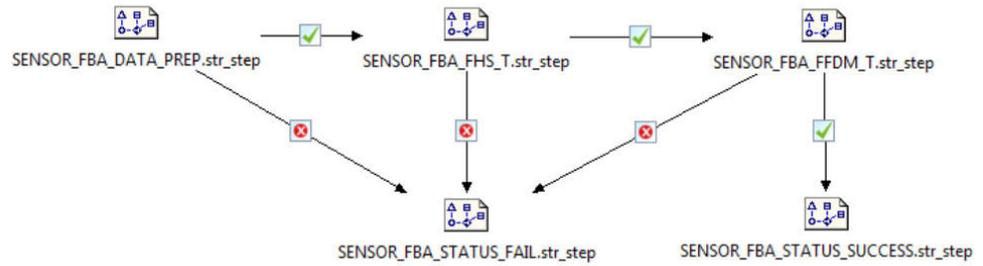 SENSOR_FBA_DATA_PREP.str_step
SENSOR_FBA_FHS_T.str_step
SENSOR_FBA_FFDM_T.str_step
SENSOR_FBA_STATUS_FAIL.str_step
SENSOR_FBA_STATUS_SUCCESS.str_step